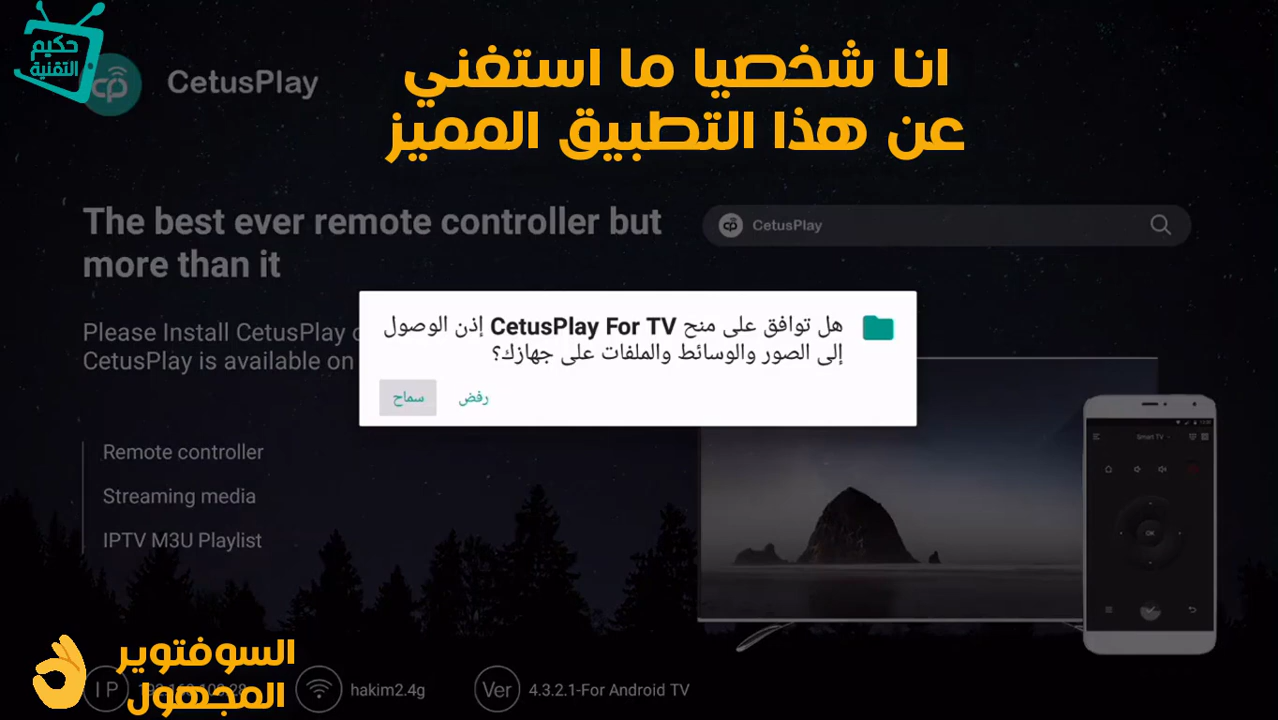 حكيم
التقنية
CetusPlay
انا شخصيا ما استغني
عن هذا التطبيق المميز
The best ever remote controller but
more than it
CetusPlay
Please Install CetusPlay
CetusPlay is available on
هل توافق على منح CetusPlay For TV إذن الوصول
إلى الصور والوسائط والملفات على جهازك؟
رفض
سماح
Remote controller
Streaming media
IPTV M3U Playlist
Smart TV
OK
السوفتوير
المجهول
IP
hakim2.4g
Ver
4.3.2.1-For Android TV